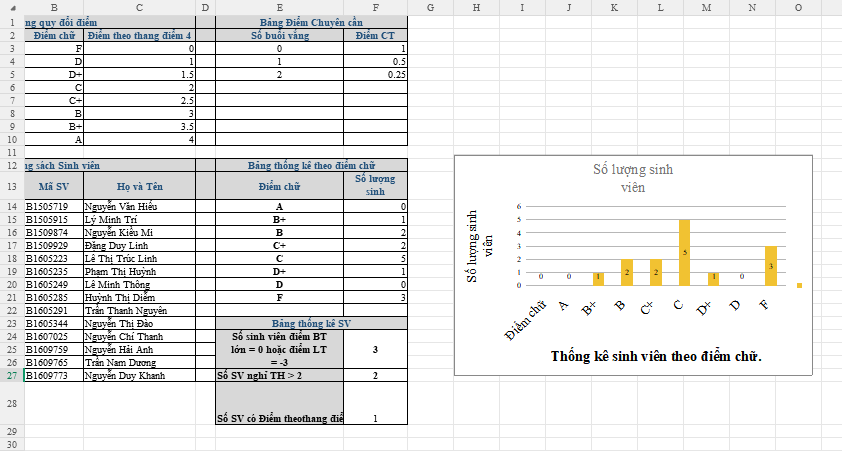 B C D E F G H I J K L M N O
1 ng quy đổi điểm Bảng Điểm Chuyên cần
2 Điểm chữ Điểm theo thang điểm 4 Số buổi vắng Điểm CT
3 F 0 0 1
4 D 1 1 0.5
5 D+ 1.5 2 0.25
6 C 2
7 C+ 2.5
8 B 3
9 B+ 3.5
10 A 4
11
12 ng sách Sinh viên Bảng thống kê theo điểm chữ
13 Mã SV Họ và Tên Điểm chữ Số lượng
sinh
14 B1505719 Nguyễn Văn Hiếu A 0
15 B1505915 Lý Minh Trí B+ 1
16 B1509874 Nguyễn Kiều Mi B 2
17 B1509929 Đặng Duy Linh C+ 2
18 B1605223 Lê Thị Trúc Linh C 5
19 B1605235 Phạm Thị Huỳnh D+ 1
20 B1605249 Lê Minh Thông D 0
21 B1605285 Huỳnh Thị Diễm F 3
22 B1605291 Trần Thanh Nguyên
23 B1605344 Nguyễn Thị Đào Bảng thống kê SV
24 B1607025 Nguyễn Chí Thanh Số sinh viên điểm BT
25 B1609759 Nguyễn Hải Anh lớn = 0 hoặc điểm LT 3
26 B1609765 Trần Nam Dương = -3
27 B1609773 Nguyễn Duy Khanh Số SV nghỉ TH > 2 2
28 Số SV có Điểm theothang điể 1
29
30
Số lượng sinh
viên
Số lượng sinh
viên
6
5
4
3
2
1
0
0 0 1 2 2 5 1 0 3
Điểm chữ A B+ B C+ C D+ D F
Thống kê sinh viên theo điểm chữ.